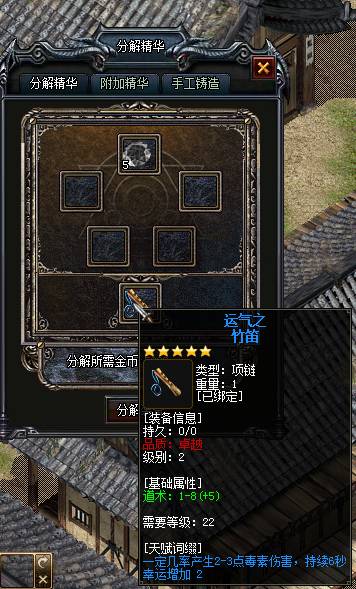 分解精华
分解精华 附加精华 手工铸造
5
运气之
竹笛
分解所需金币
类型：项链
重量：1
[已绑定]
分解
[装备信息]
持久：0/0
品质：卓越
级别：2
[基础属性]
道术：1-8(+5)
需要等级：22
[天赋词缀]
一定几率产生2-3点毒素伤害，持续6秒
幸运增加 2